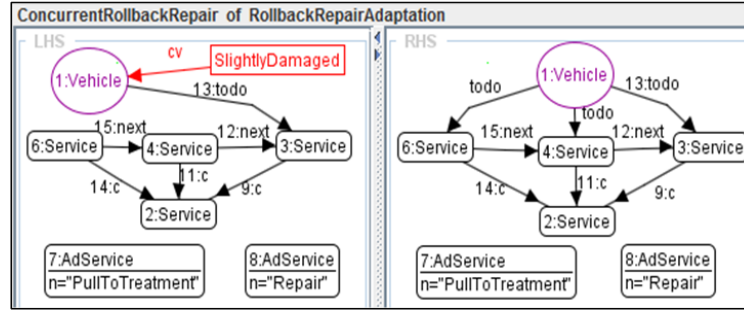 ConcurrentRollbackRepair of RollbackRepairAdaptation
LHS
cv
SlightlyDamaged
1:Vehicle
13:todo
15:next
12:next
6:Service
4:Service
3:Service
14:c
11:c
9:c
2:Service
7:AdService
n="PullToTreatment"
8:AdService
n="Repair"
RHS
1:Vehicle
todo
13:todo
todo
15:next
12:next
6:Service
4:Service
3:Service
14:c
11:c
9:c
2:Service
7:AdService
n="PullToTreatment"
8:AdService
n="Repair"